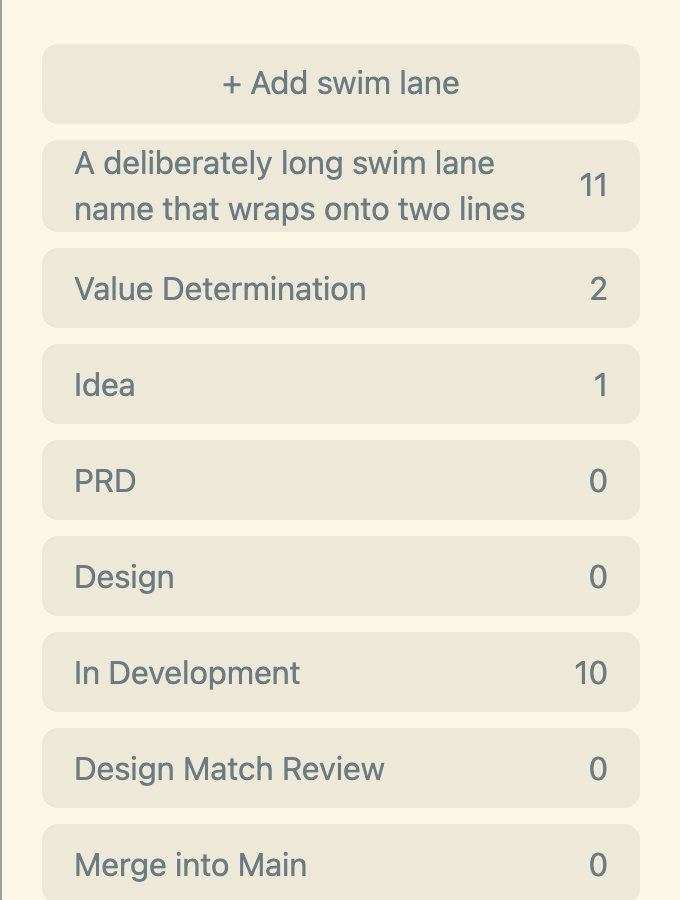 + Add swim lane
A deliberately long swim lane
name that wraps onto two lines
11
Value Determination 2
Idea 1
PRD 0
Design 0
In Development 10
Design Match Review 0
Merge into Main 0